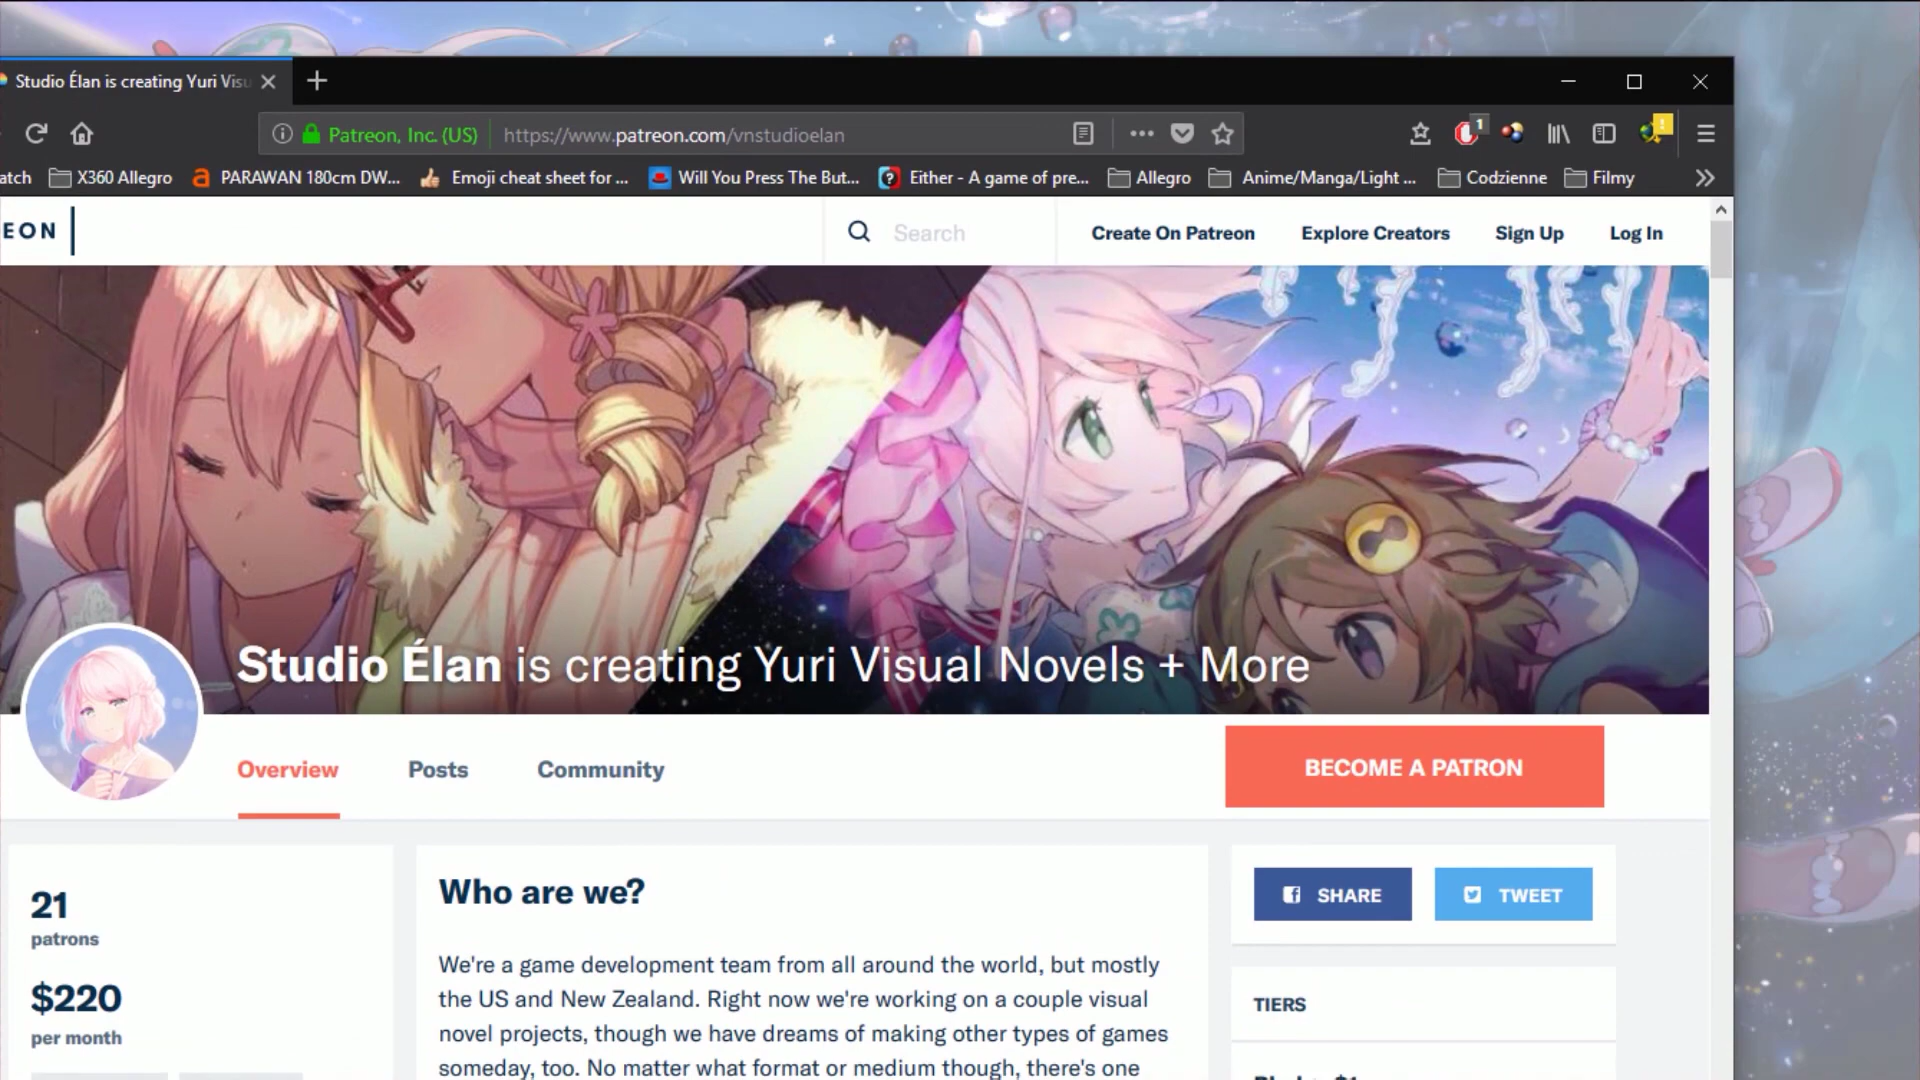 Studio Élan is creating Yuri Visu
Patreon, Inc. (US) https://www.patreon.com/vnstudioelan
1
atch X360 Allegro PARAWAN 180cm DW... Emoji cheat sheet for ... Will You Press The But... Either - A game of pre... Allegro Anime/Manga/Light ... Codzienne Filmy
EON Search Create On Patreon Explore Creators Sign Up Log In
Studio Élan is creating Yuri Visual Novels + More
Overview Posts Community BECOME A PATRON
21
patrons
$220
per month
Who are we?
We're a game development team from all around the world, but mostly
the US and New Zealand. Right now we're working on a couple visual
novel projects, though we have dreams of making other types of games
someday, too. No matter what format or medium though, there's one
SHARE TWEET
TIERS